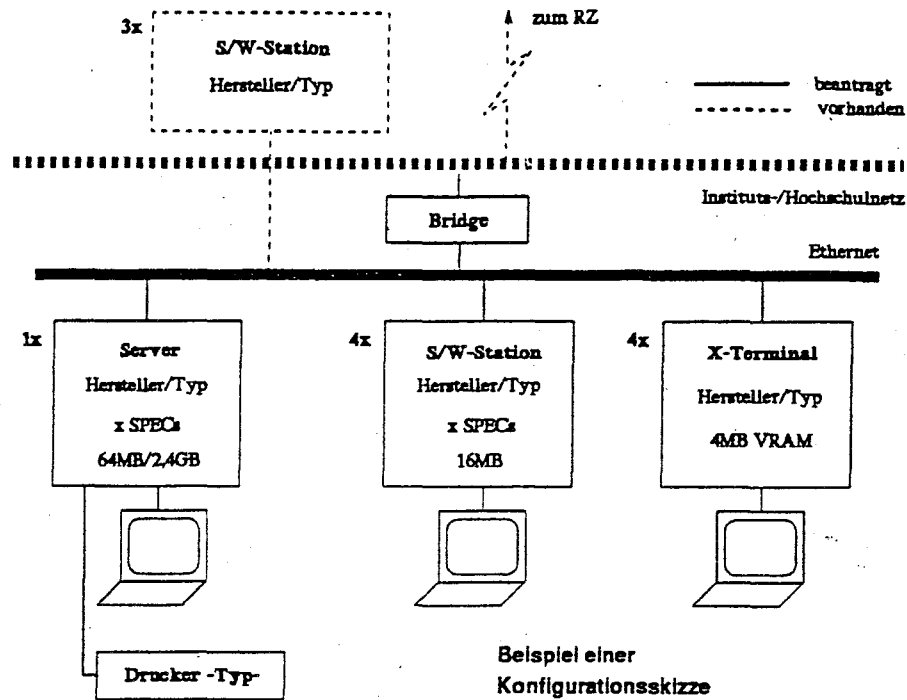 3x
S/W-Station
Hersteller/Typ
zum RZ
beantragt
vorhanden
Instituts-/Hochschulnetz
Bridge
Ethernet
1x
Server
Hersteller/Typ
x SPECs
64MB/2,4GB
4x
S/W-Station
Hersteller/Typ
x SPECs
16MB
4x
X-Terminal
Hersteller/Typ
4MB VRAM
Drucker -Typ-
Beispiel einer
Konfigurationsskizze